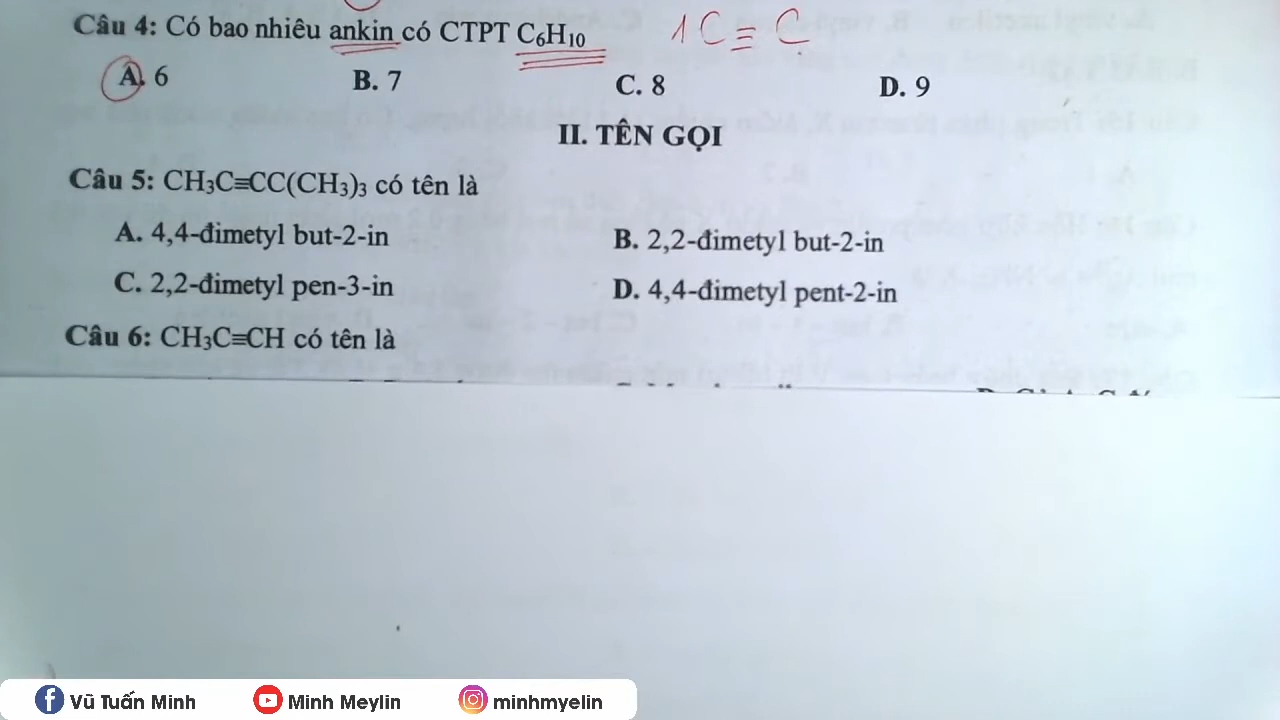 Câu 4: Có bao nhiêu ankin có CTPT C₆H₁₀ 1C≡C
A. 6 B. 7 C. 8 D. 9
II. TÊN GỌI
Câu 5: CH₃C≡CC(CH₃)₃ có tên là
A. 4,4-đimetyl but-2-in B. 2,2-đimetyl but-2-in
C. 2,2-đimetyl pen-3-in D. 4,4-đimetyl pent-2-in
Câu 6: CH₃C≡CH có tên là
Vũ Tuấn Minh Minh Meylin minhmyelin